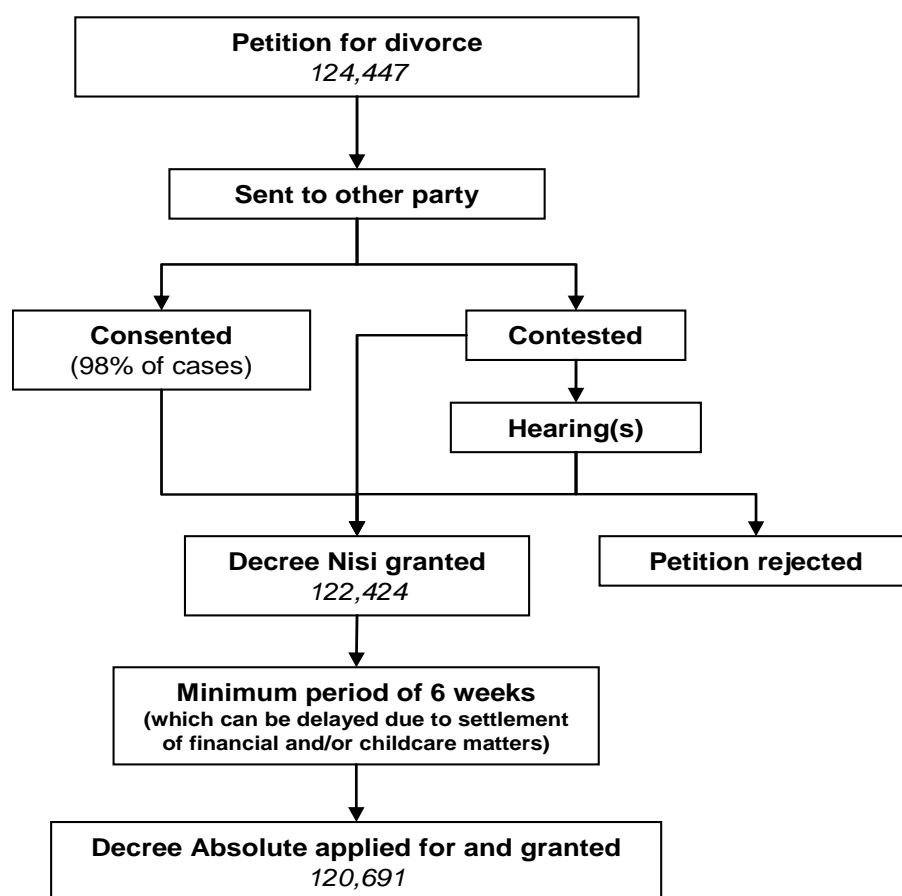 Petition for divorce
124,447
Sent to other party
Consented
(98% of cases)
Contested
Hearing(s)
Decree Nisi granted
122,424
Petition rejected
Minimum period of 6 weeks
(which can be delayed due to settlement
of financial and/or childcare matters)
Decree Absolute applied for and granted
120,691